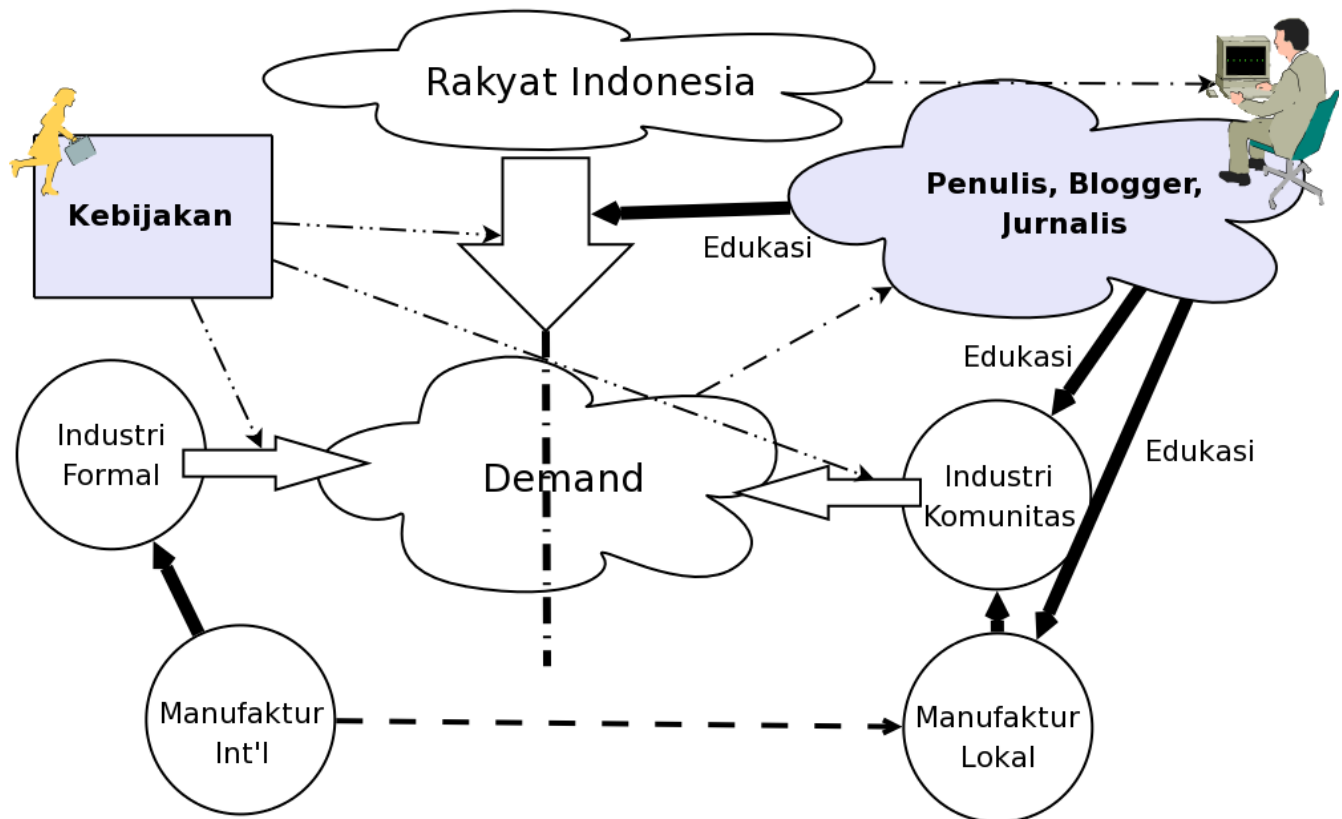 Rakyat Indonesia
Kebijakan
Penulis, Blogger,
Jurnalis
Edukasi
Edukasi
Edukasi
Industri
Formal
Demand
Industri
Komunitas
Manufaktur
Int'l
Manufaktur
Lokal